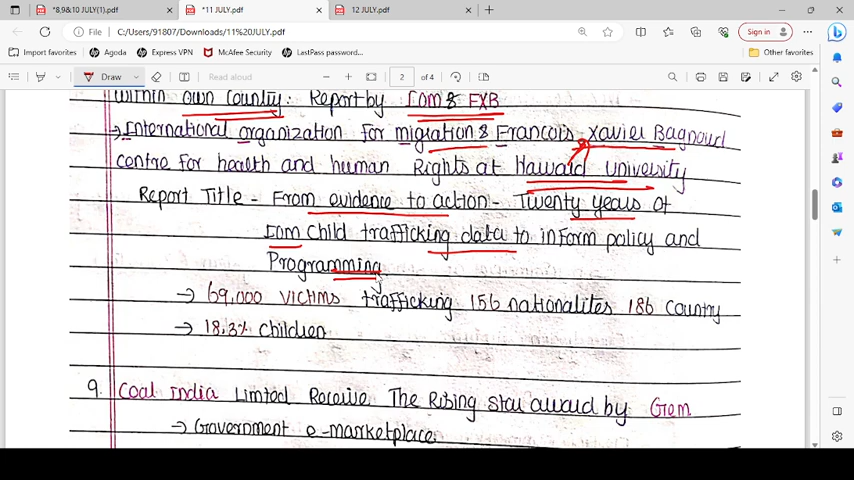 *8,9&10 JULY(1).pdf
*11 JULY.pdf
12 JULY.pdf
File C:/Users/91807/Downloads/11%20JULY.pdf
Sign in
Import favorites Agoda Express VPN McAfee Security LastPass password... Other favorites
Draw Read aloud 2 of 4
within own country: Report by IOM & FXB
→ International organization for migration & Francois Xavier Bagnoud
centre for health and human Rights at Hawaid university
Report Title - From evidence to action - Twenty years of
IOM child trafficking data to inform policy and
Programming
→ 69,000 victims trafficking 156 nationalites 186 country
→ 18.3% children
9. Coal India Limted Receive The Rising star award by Gem
→ Government e-marketplace.